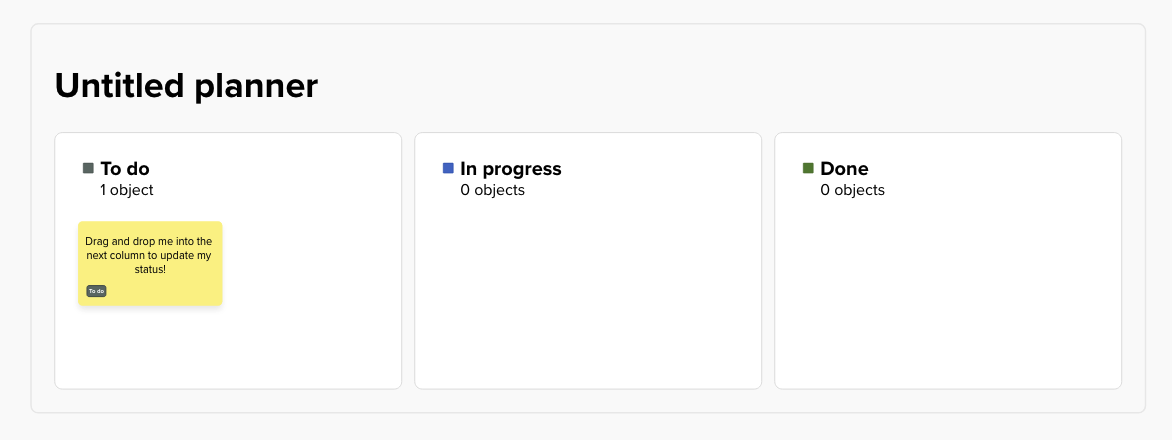 Untitled planner
To do
1 object
Drag and drop me into the
next column to update my
status!
To do
In progress
0 objects
Done
0 objects